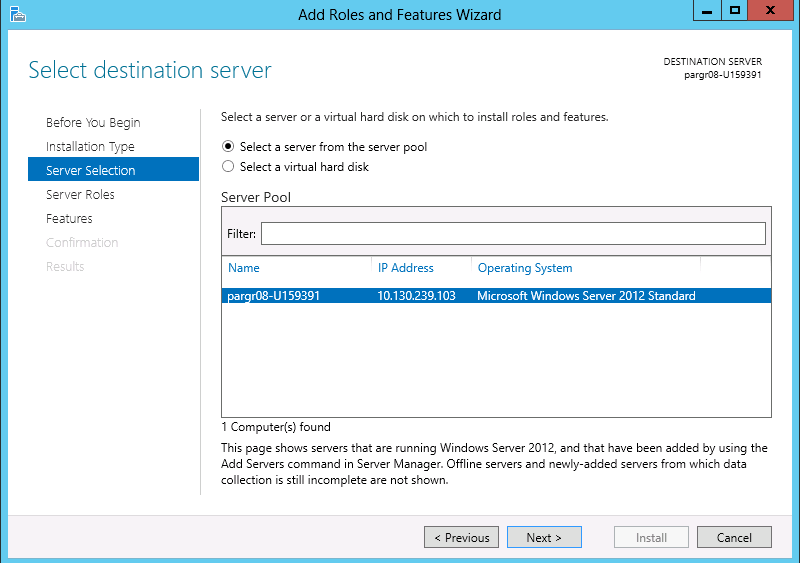 Add Roles and Features Wizard
Select destination server
DESTINATION SERVER
pargr08-U159391
Before You Begin
Installation Type
Server Selection
Server Roles
Features
Confirmation
Results
Select a server or a virtual hard disk on which to install roles and features.
Select a server from the server pool
Select a virtual hard disk
Server Pool
Filter:
Name IP Address Operating System
pargr08-U159391 10.130.239.103 Microsoft Windows Server 2012 Standard
1 Computer(s) found
This page shows servers that are running Windows Server 2012, and that have been added by using the
Add Servers command in Server Manager. Offline servers and newly-added servers from which data
collection is still incomplete are not shown.
< Previous Next > Install Cancel